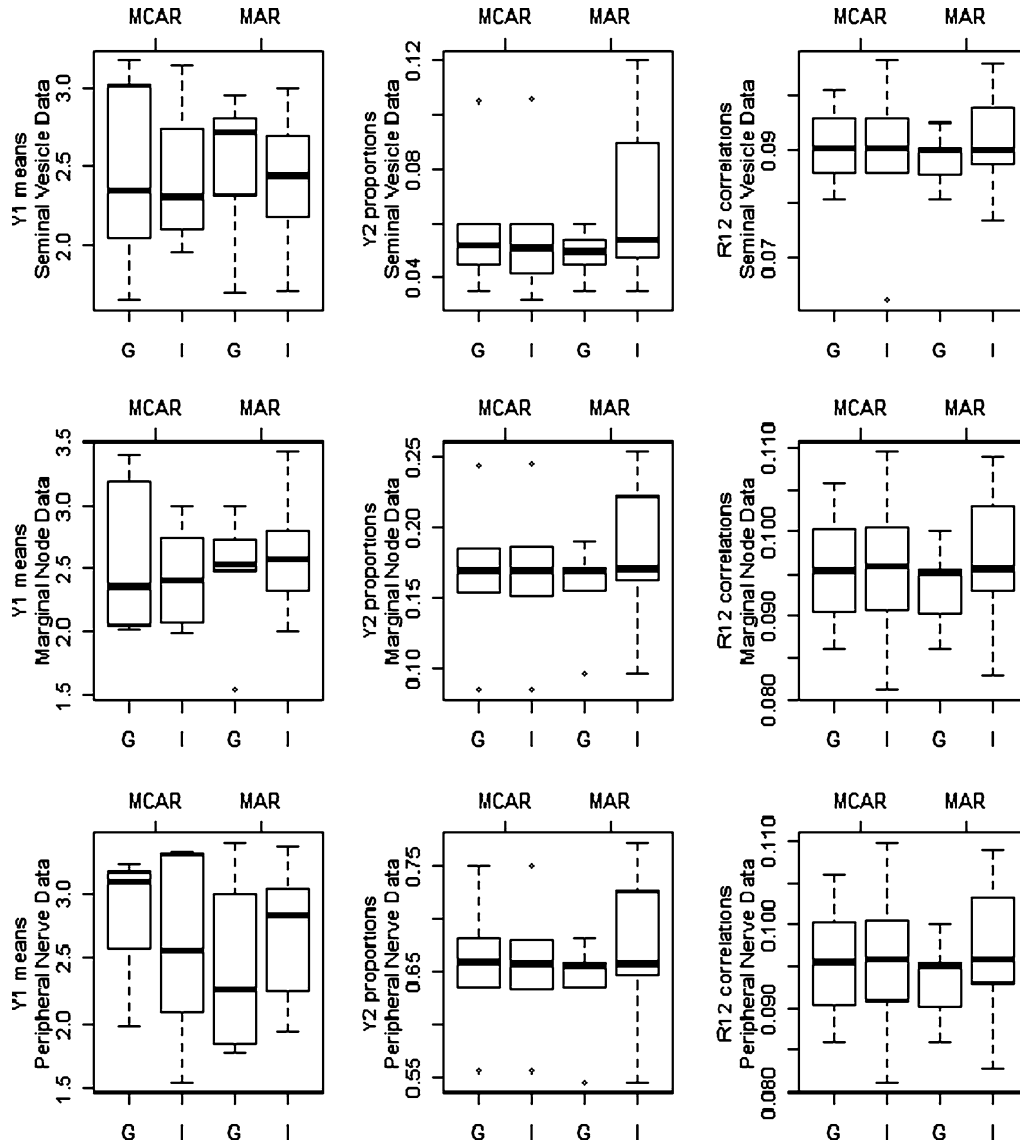 MCAR MAR MCAR MAR MCAR MAR
Y1 means
Seminal Vesicle Data
2.0 2.5 3.0
G I G I
Y2 proportions
Seminal Vesicle Data
0.04 0.08 0.12
G I G I
R12 correlations
Seminal Vesicle Data
0.07 0.09
G I G I
MCAR MAR MCAR MAR MCAR MAR
Y1 means
Marginal Node Data
1.5 2.0 2.5 3.0 3.5
G I G I
Y2 proportions
Marginal Node Data
0.10 0.15 0.20 0.25
G I G I
R12 correlations
Marginal Node Data
0.080 0.090 0.100 0.110
G I G I
MCAR MAR MCAR MAR MCAR MAR
Y1 means
Peripheral Nerve Data
1.5 2.0 2.5 3.0
G I G I
Y2 proportions
Peripheral Nerve Data
0.55 0.65 0.75
G I G I
R12 correlations
Peripheral Nerve Data
0.080 0.090 0.100 0.110
G I G I